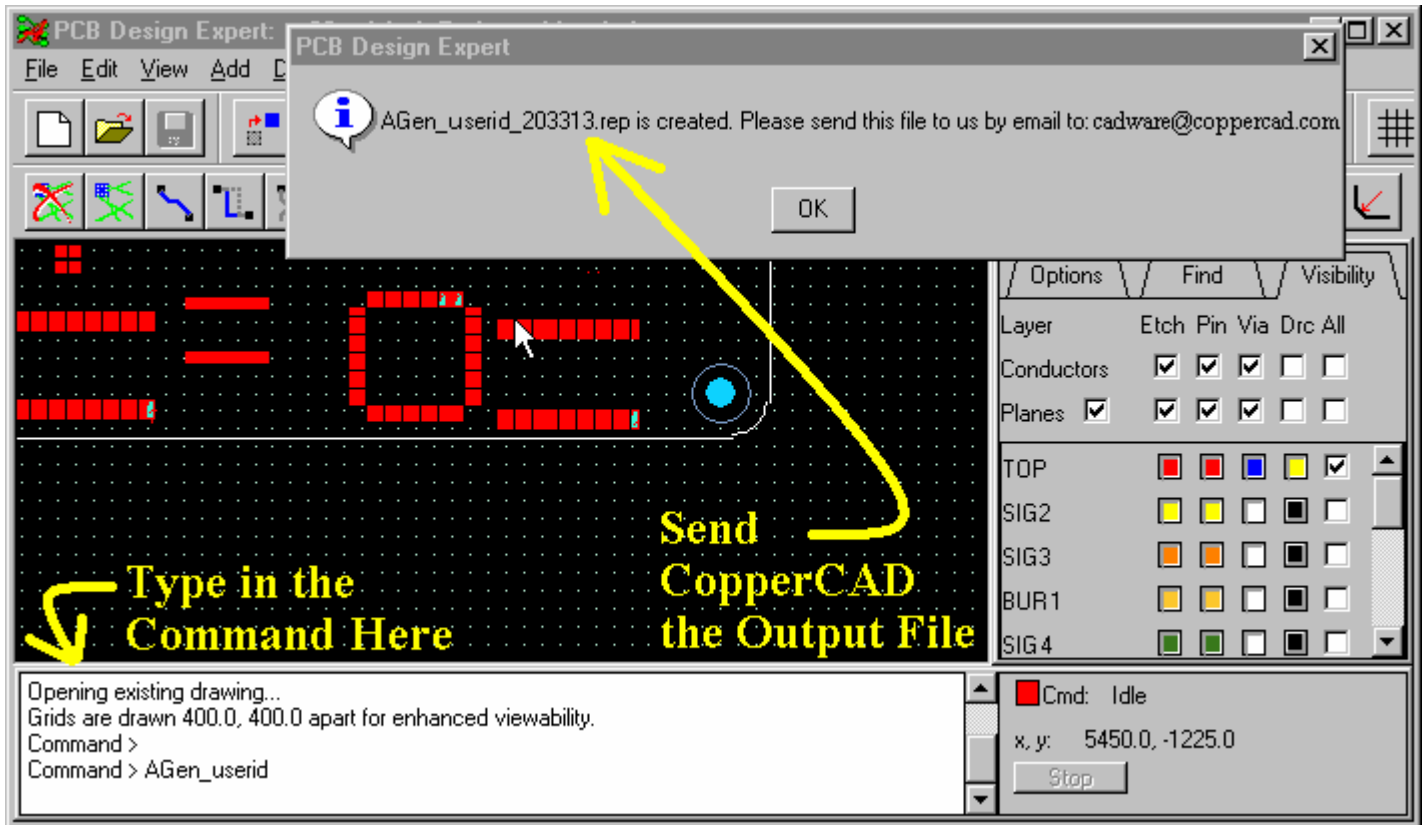 PCB Design Expert:
PCB Design Expert
File Edit View Add D
AGen_userid_203313.rep is created. Please send this file to us by email to: cadware@coppercad.com
OK
Options Find Visibility
Layer Etch Pin Via Drc All
Conductors
Planes
TOP
SIG2
SIG3
BUR1
SIG4
Send
CopperCAD
the Output File
Type in the
Command Here
Opening existing drawing...
Grids are drawn 400.0, 400.0 apart for enhanced viewability.
Command >
Command > AGen_userid
Cmd: Idle
x, y: 5450.0, -1225.0
Stop